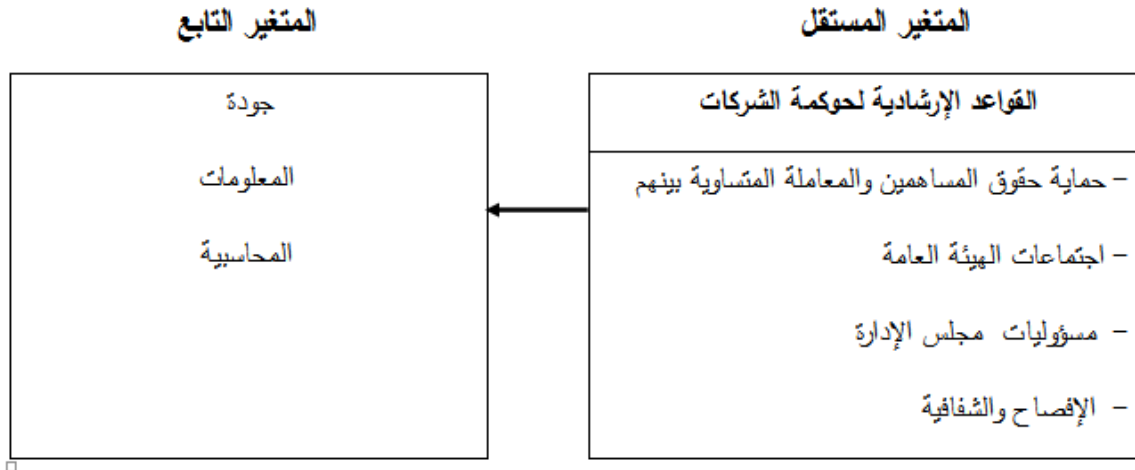 المتغير المستقل
القواعد الإرشادية لحوكمة الشركات
- حماية حقوق المساهمين والمعاملة المتساوية بينهم
- اجتماعات الهيئة العامة
- مسؤوليات مجلس الإدارة
- الإفصاح والشفافية
المتغير التابع
جودة
المعلومات
المحاسبية